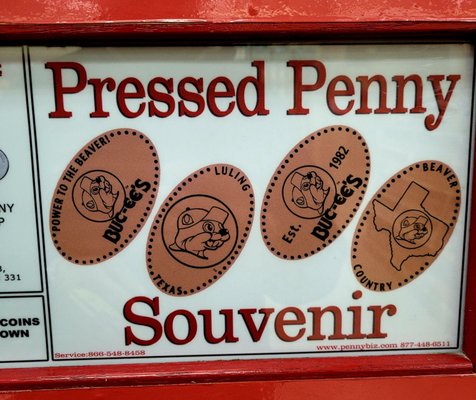 Pressed Penny
POWER TO THE BEAVER!
BUC-EE'S
LULING
TEXAS
Est. 1982
BUC-EE'S
BEAVER
COUNTRY
Souvenir
Service:866-548-8458
www.pennybiz.com 877-448-6511
NY
P
331
COINS
OWN